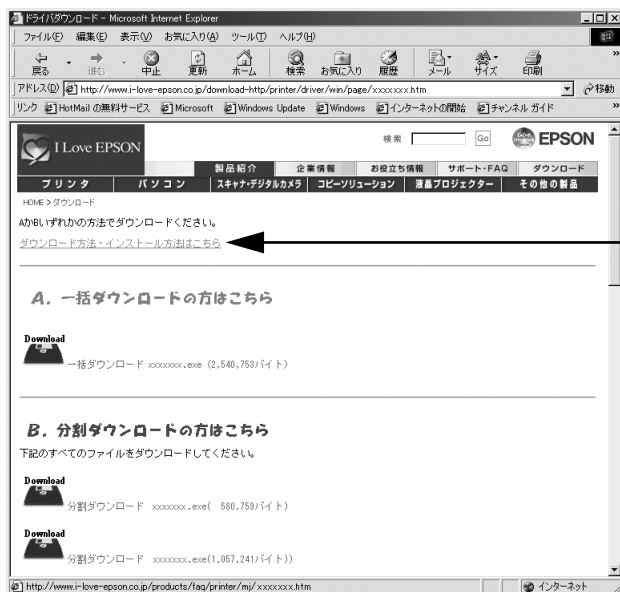 ドライバダウンロード - Microsoft Internet Explorer
ファイル(F) 編集(E) 表示(V) お気に入り(A) ツール(T) ヘルプ(H)
戻る 進む 中止 更新 ホーム 検索 お気に入り 履歴 メール サイズ 印刷
アドレス(D) http://www.i-love-epson.co.jp/download-http/printer/driver/win/page/xxxxxxx.htm 移動
リンク HotMail の無料サービス Microsoft Windows Update Windows インターネットの開始 チャンネル ガイド
I Love EPSON 検索 Go EPSON
製品紹介 企業情報 お役立ち情報 サポート・FAQ ダウンロード
プリンタ パソコン スキャナ・デジタルカメラ コピーソリューション 液晶プロジェクター その他の製品
HOME > ダウンロード
AかBいずれかの方法でダウンロードください。
ダウンロード方法・インストール方法はこちら
A. 一括ダウンロードの方はこちら
Download
一括ダウンロード xxxxxxx.exe (2,540,753バイト)
B. 分割ダウンロードの方はこちら
下記のすべてのファイルをダウンロードしてください。
Download
分割ダウンロード xxxxxxx.exe( 580,759バイト)
Download
分割ダウンロード xxxxxxx.exe(1,057,241バイト))
http://www.i-love-epson.co.jp/products/faq/printer/mj/xxxxxxx.htm インターネット